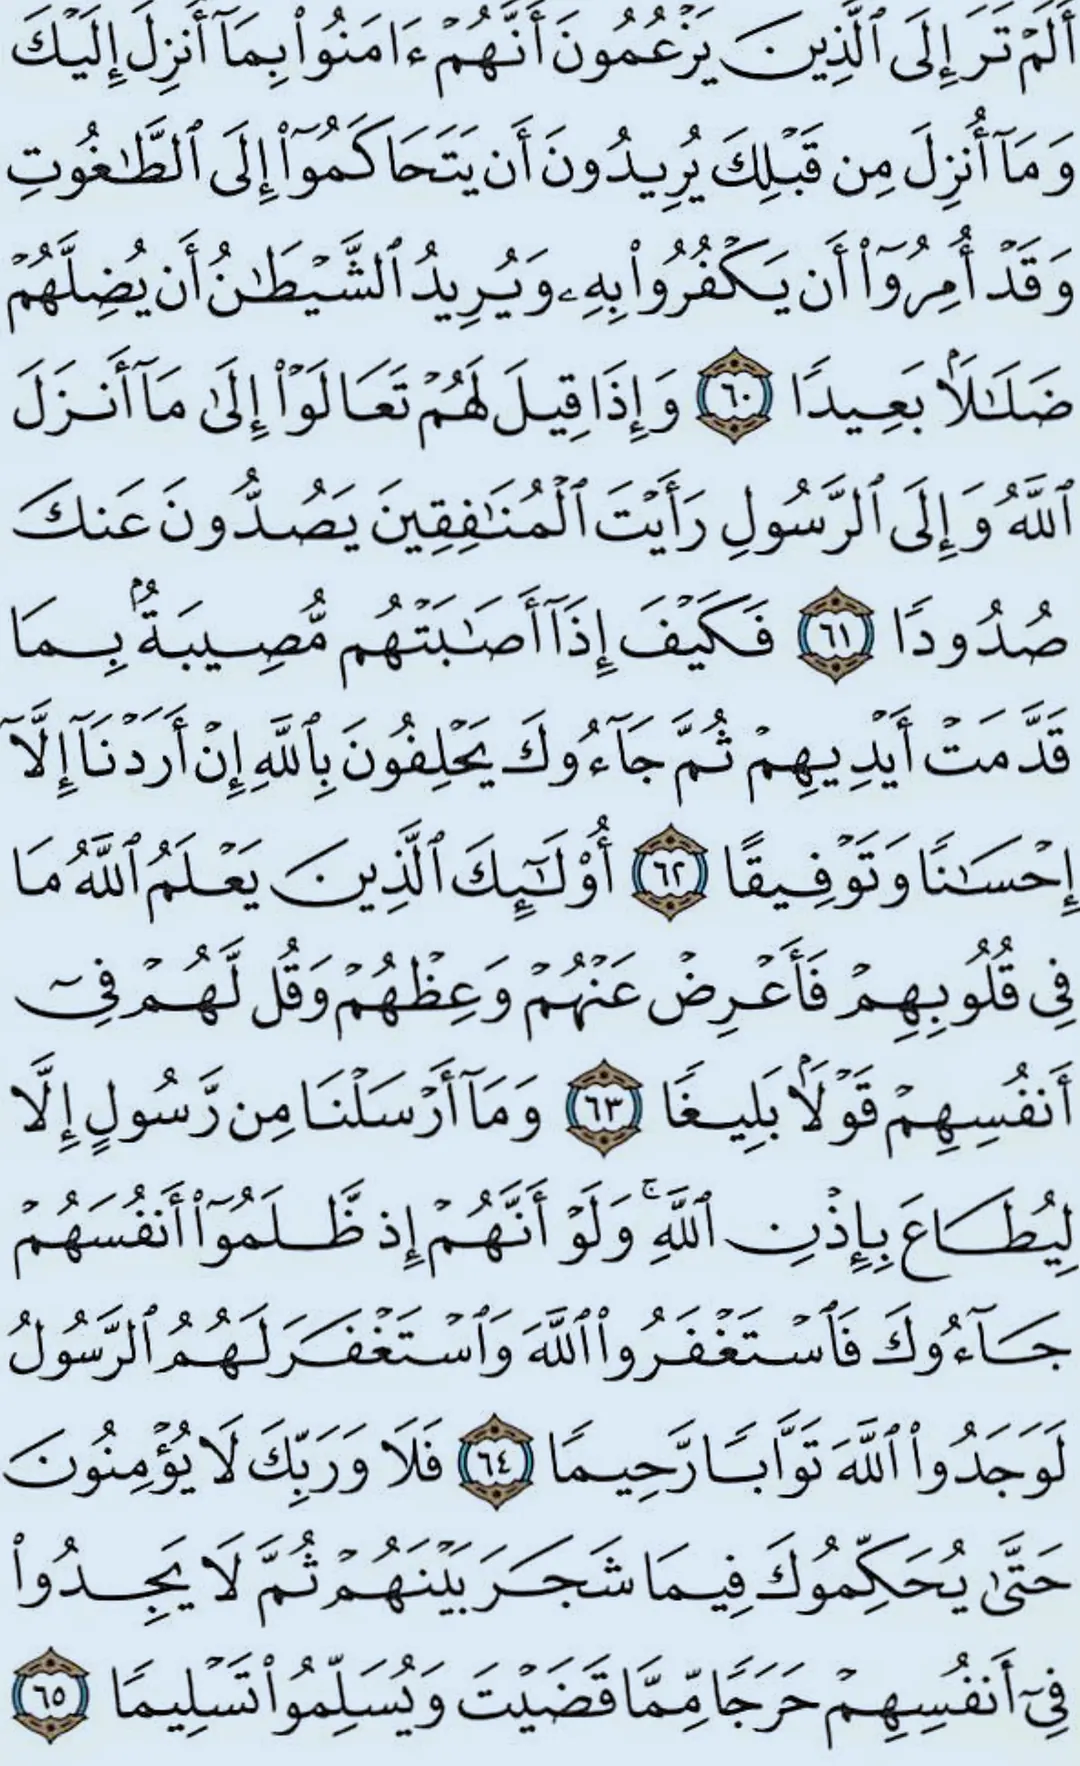 أَلَمْ تَرَ إِلَى ٱلَّذِينَ يَزْعُمُونَ أَنَّهُمْ ءَامَنُوا۟ بِمَآ أُنزِلَ إِلَيْكَ
وَمَآ أُنزِلَ مِن قَبْلِكَ يُرِيدُونَ أَن يَتَحَاكَمُوٓا۟ إِلَى ٱلطَّـٰغُوتِ
وَقَدْ أُمِرُوٓا۟ أَن يَكْفُرُوا۟ بِهِۦ وَيُرِيدُ ٱلشَّيْطَـٰنُ أَن يُضِلَّهُمْ
ضَلَـٰلًۢا بَعِيدًا ٦٠ وَإِذَا قِيلَ لَهُمْ تَعَالَوْا۟ إِلَىٰ مَآ أَنزَلَ
ٱللَّهُ وَإِلَى ٱلرَّسُولِ رَأَيْتَ ٱلْمُنَـٰفِقِينَ يَصُدُّونَ عَنكَ
صُدُودًا ٦١ فَكَيْفَ إِذَآ أَصَـٰبَتْهُم مُّصِيبَةٌۢ بِمَا
قَدَّمَتْ أَيْدِيهِمْ ثُمَّ جَآءُوكَ يَحْلِفُونَ بِٱللَّهِ إِنْ أَرَدْنَآ إِلَّآ
إِحْسَـٰنًا وَتَوْفِيقًا ٦٢ أُو۟لَـٰٓئِكَ ٱلَّذِينَ يَعْلَمُ ٱللَّهُ مَا
فِى قُلُوبِهِمْ فَأَعْرِضْ عَنْهُمْ وَعِظْهُمْ وَقُل لَّهُمْ فِىٓ
أَنفُسِهِمْ قَوْلًۢا بَلِيغًا ٦٣ وَمَآ أَرْسَلْنَا مِن رَّسُولٍ إِلَّا
لِيُطَاعَ بِإِذْنِ ٱللَّهِ ۚ وَلَوْ أَنَّهُمْ إِذ ظَّلَمُوٓا۟ أَنفُسَهُمْ
جَآءُوكَ فَٱسْتَغْفَرُوا۟ ٱللَّهَ وَٱسْتَغْفَرَ لَهُمُ ٱلرَّسُولُ
لَوَجَدُوا۟ ٱللَّهَ تَوَّابًا رَّحِيمًا ٦٤ فَلَا وَرَبِّكَ لَا يُؤْمِنُونَ
حَتَّىٰ يُحَكِّمُوكَ فِيمَا شَجَرَ بَيْنَهُمْ ثُمَّ لَا يَجِدُوا۟
فِىٓ أَنفُسِهِمْ حَرَجًا مِّمَّا قَضَيْتَ وَيُسَلِّمُوا۟ تَسْلِيمًا ٦٥